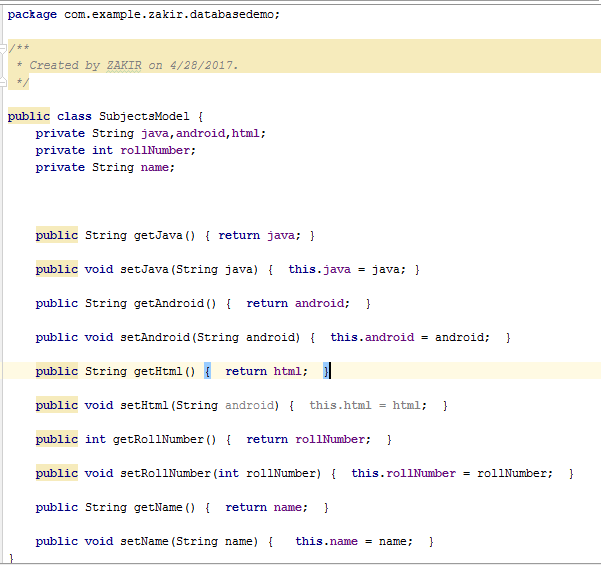 package com.example.zakir.databasedemo;
/**
 * Created by ZAKIR on 4/28/2017.
 */
public class SubjectsModel {
    private String java,android,html;
    private int rollNumber;
    private String name;
    public String getJava() { return java; }
    public void setJava(String java) {  this.java = java; }
    public String getAndroid() {  return android;  }
    public void setAndroid(String android) {  this.android = android;  }
    public String getHtml() {  return html;  }
    public void setHtml(String android) {  this.html = html;  }
    public int getRollNumber() {  return rollNumber;  }
    public void setRollNumber(int rollNumber) {  this.rollNumber = rollNumber;  }
    public String getName() {  return name;  }
    public void setName(String name) {   this.name = name;  }
}